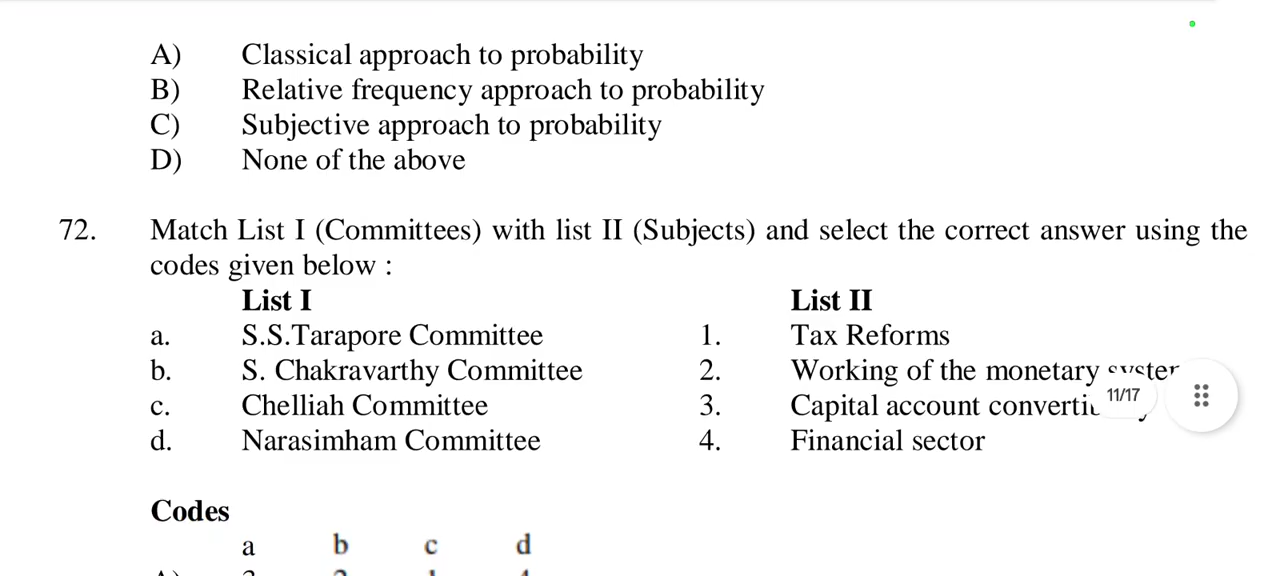 A) Classical approach to probability
B) Relative frequency approach to probability
C) Subjective approach to probability
D) None of the above
72. Match List I (Committees) with list II (Subjects) and select the correct answer using the
codes given below :
List I List II
a. S.S.Tarapore Committee 1. Tax Reforms
b. S. Chakravarthy Committee 2. Working of the monetary
c. Chelliah Committee 3. Capital account
11/17
d. Narasimham Committee 4. Financial sector
Codes
a b c d